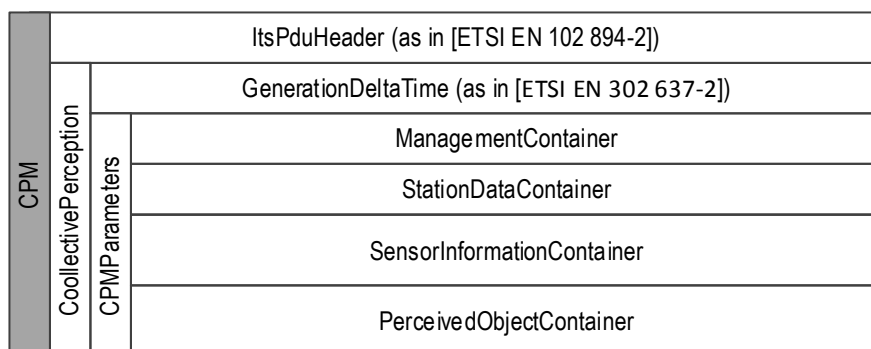 CPM
ItsPduHeader (as in [ETSI EN 102 894-2])
CoollectivePerception
GenerationDeltaTime (as in [ETSI EN 302 637-2])
CPMParameters
ManagementContainer
StationDataContainer
SensorInformationContainer
PerceivedObjectContainer